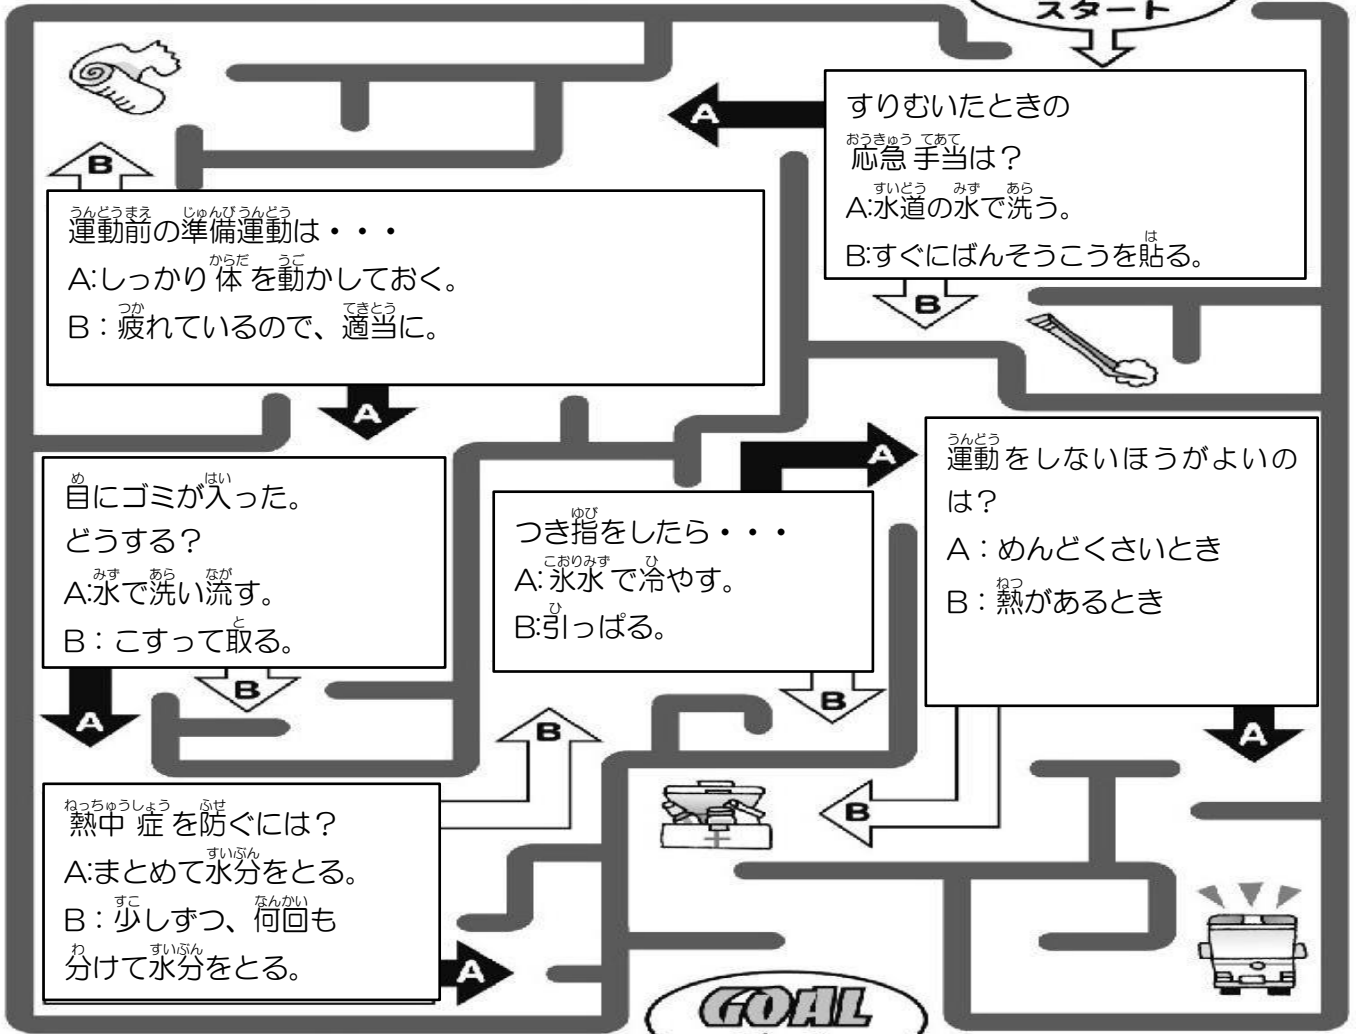 スタート
すりむいたときの
応急手当は？
A:水道の水で洗う。
B:すぐにばんそうこうを貼る。
A
B
運動前の準備運動は・・・
A:しっかり体を動かしておく。
B：疲れているので、適当に。
B
A
目にゴミが入った。
どうする？
A:水で洗い流す。
B：こすって取る。
A
B
つき指をしたら・・・
A:氷水で冷やす。
B:引っぱる。
A
B
運動をしないほうがよいの
は？
A：めんどくさいとき
B：熱があるとき
A
B
熱中症を防ぐには？
A:まとめて水分をとる。
B：少しずつ、何回も
分けて水分をとる。
B
A
GOAL